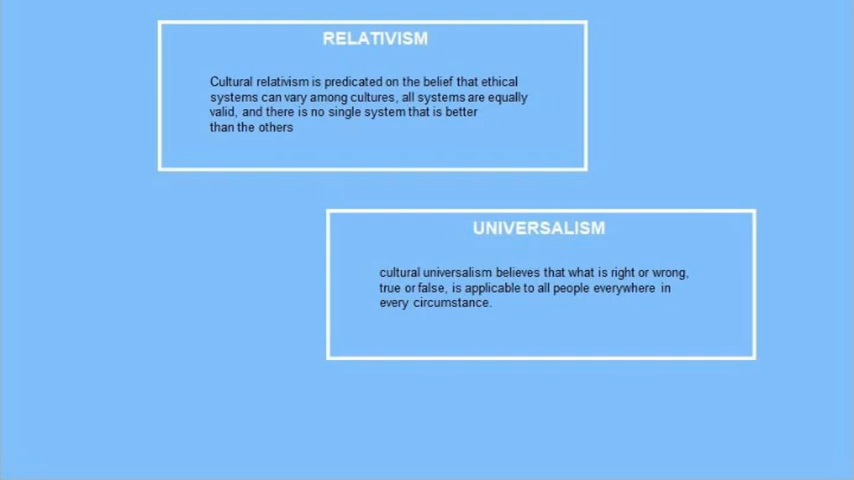 RELATIVISM
Cultural relativism is predicated on the belief that ethical
systems can vary among cultures, all systems are equally
valid, and there is no single system that is better
than the others
UNIVERSALISM
cultural universalism believes that what is right or wrong,
true or false, is applicable to all people everywhere in
every circumstance.